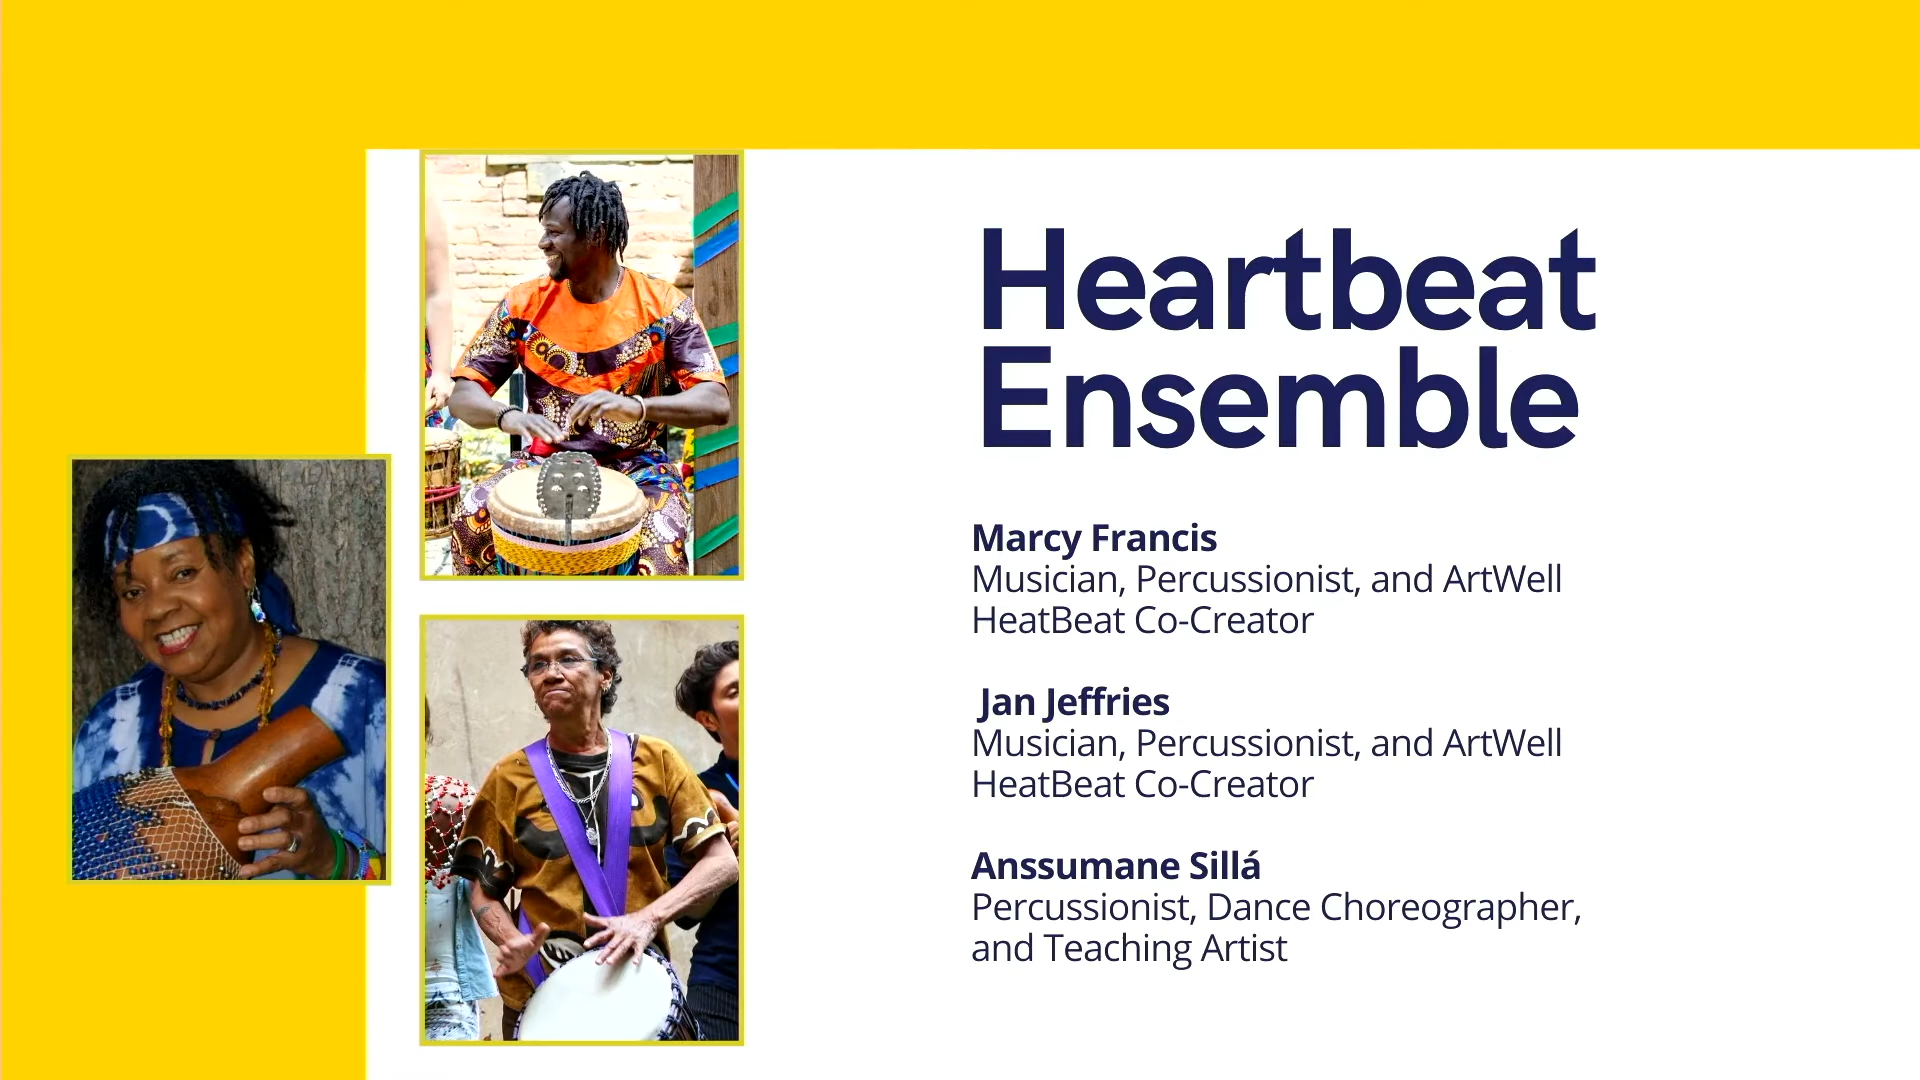 Heartbeat
Ensemble
Marcy Francis
Musician, Percussionist, and ArtWell
HeatBeat Co-Creator
Jan Jeffries
Musician, Percussionist, and ArtWell
HeatBeat Co-Creator
Anssumane Sillá
Percussionist, Dance Choreographer,
and Teaching Artist